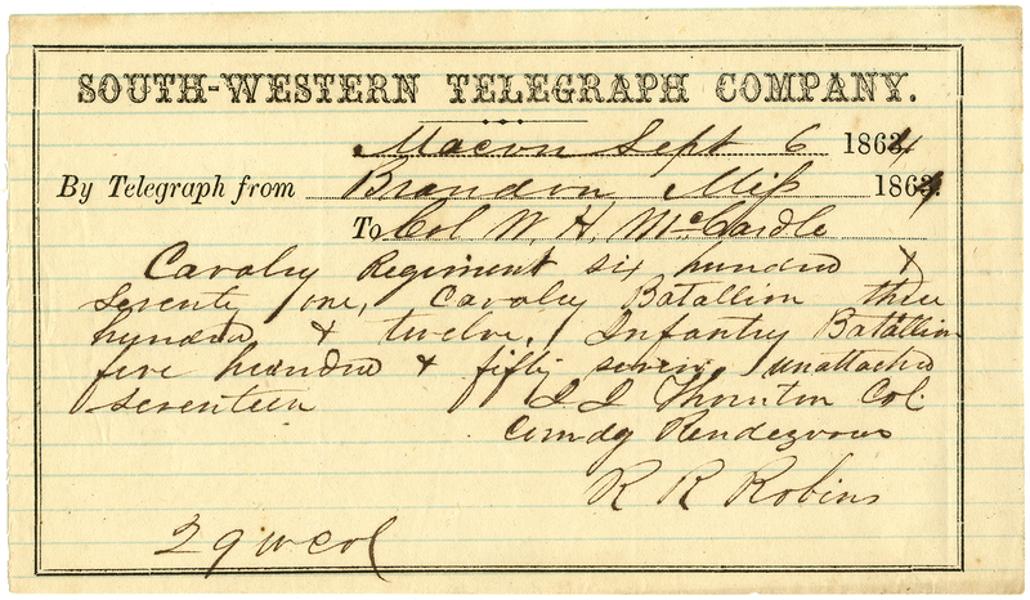 SOUTH-WESTERN TELEGRAPH COMPANY.
Macon Sept 6 1864
By Telegraph from Brandon Miss 1864
To Col W. H. McCardle
Cavalry Regiment six hundred &
Seventy one, Cavalry Batallion three
hundred & twelve, Infantry Batallion
five hundred & fifty seven, unattached
seventeen J J Thornton Col
Comdg Rendezvous
R R Robins
29 w col